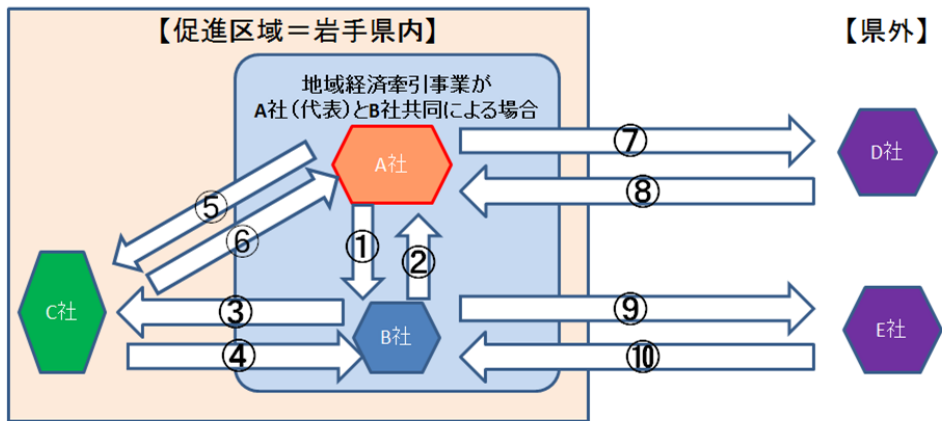 【促進区域＝岩手県内】
【県外】
地域経済牽引事業が
A社（代表）とB社共同による場合
A社
⑦
D社
⑧
⑤
⑥
①
②
C社
③
B社
⑨
E社
④
⑩